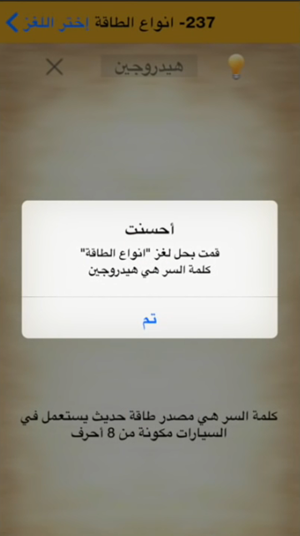 237- انواع الطاقة إختر اللغز
هيدروجين
أحسنت
قمت بحل لغز "انواع الطاقة"
كلمة السر هي هيدروجين
تم
كلمة السر هي مصدر طاقة حديث يستعمل في
السيارات مكونة من 8 أحرف